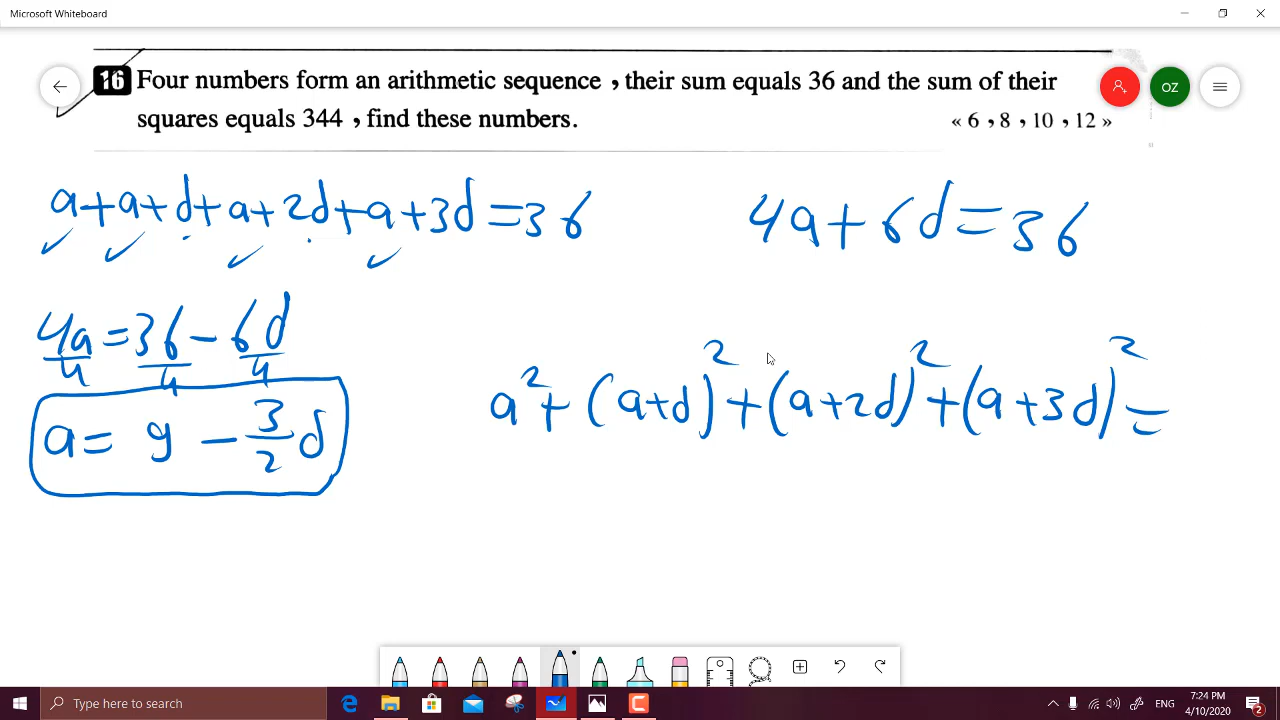 Microsoft Whiteboard
16 Four numbers form an arithmetic sequence , their sum equals 36 and the sum of their
squares equals 344 , find these numbers.
« 6 , 8 , 10 , 12 »
OZ
a+a+d+a+2d+a+3d=36
4a+6d=36
4a/4=36/4-6d/4
a=9-3/2d
a²+(a+d)²+(a+2d)²+(a+3d)²=
Type here to search
ENG
7:24 PM
4/10/2020
2